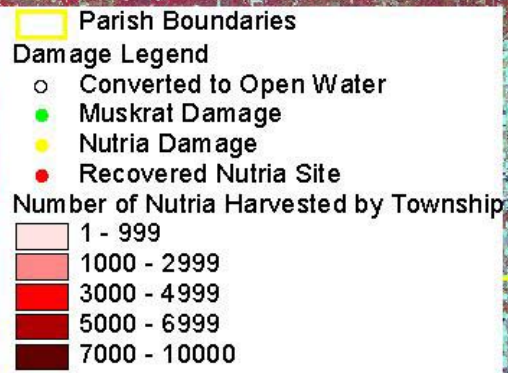 Parish Boundaries
Damage Legend
Converted to Open Water
Muskrat Damage
Nutria Damage
Recovered Nutria Site
Number of Nutria Harvested by Township
1 - 999
1000 - 2999
3000 - 4999
5000 - 6999
7000 - 10000